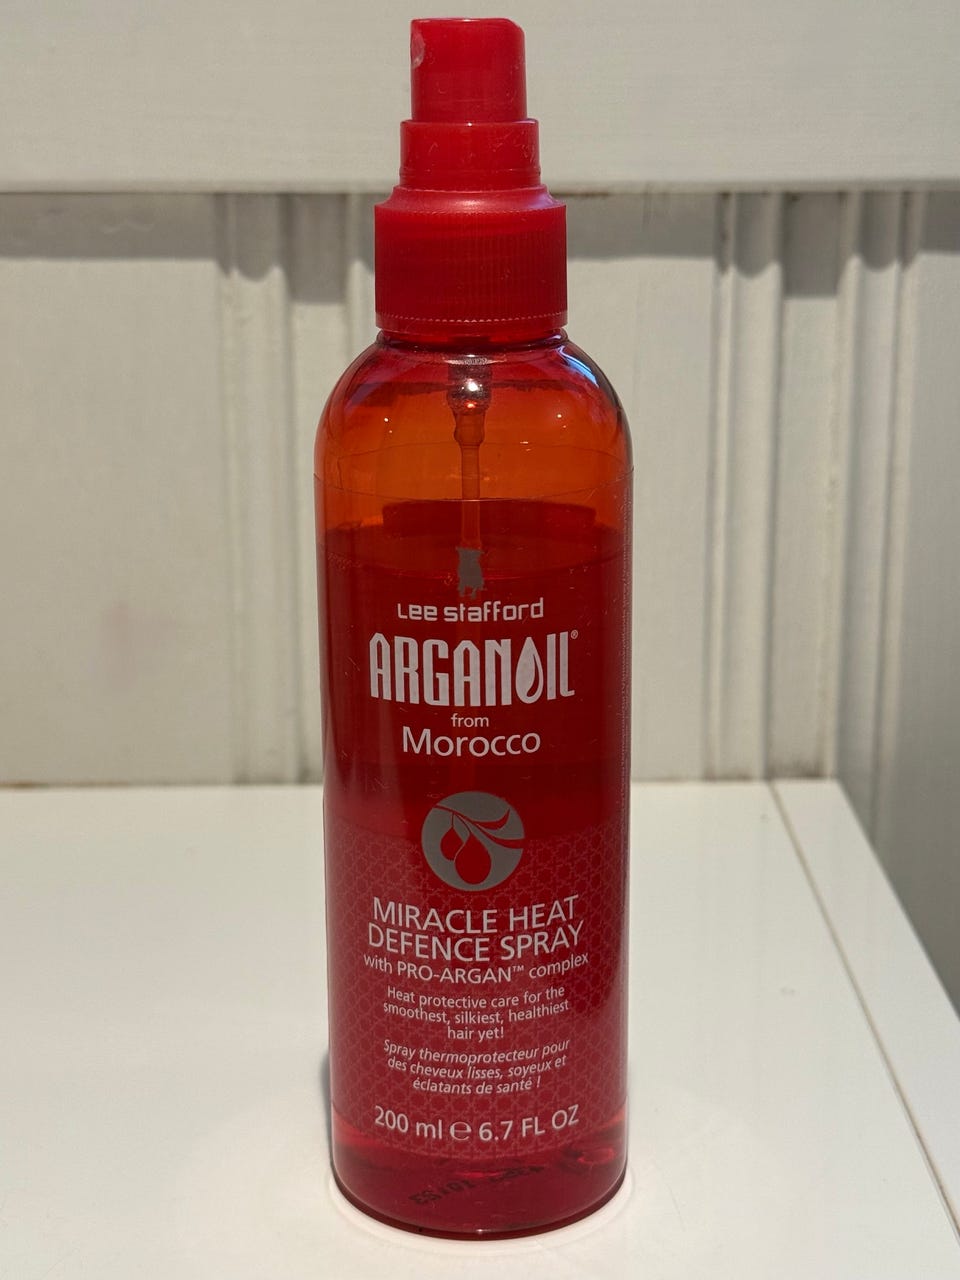 Lee Stafford
ARGANOIL®
from
Morocco
MIRACLE HEAT
DEFENCE SPRAY
with PRO-ARGAN™ complex
Heat protective care for the
smoothest, silkiest, healthiest
hair yet!
Spray thermoprotecteur pour
des cheveux lisses, soyeux et
éclatants de santé !
200 ml ℮ 6.7 FL OZ